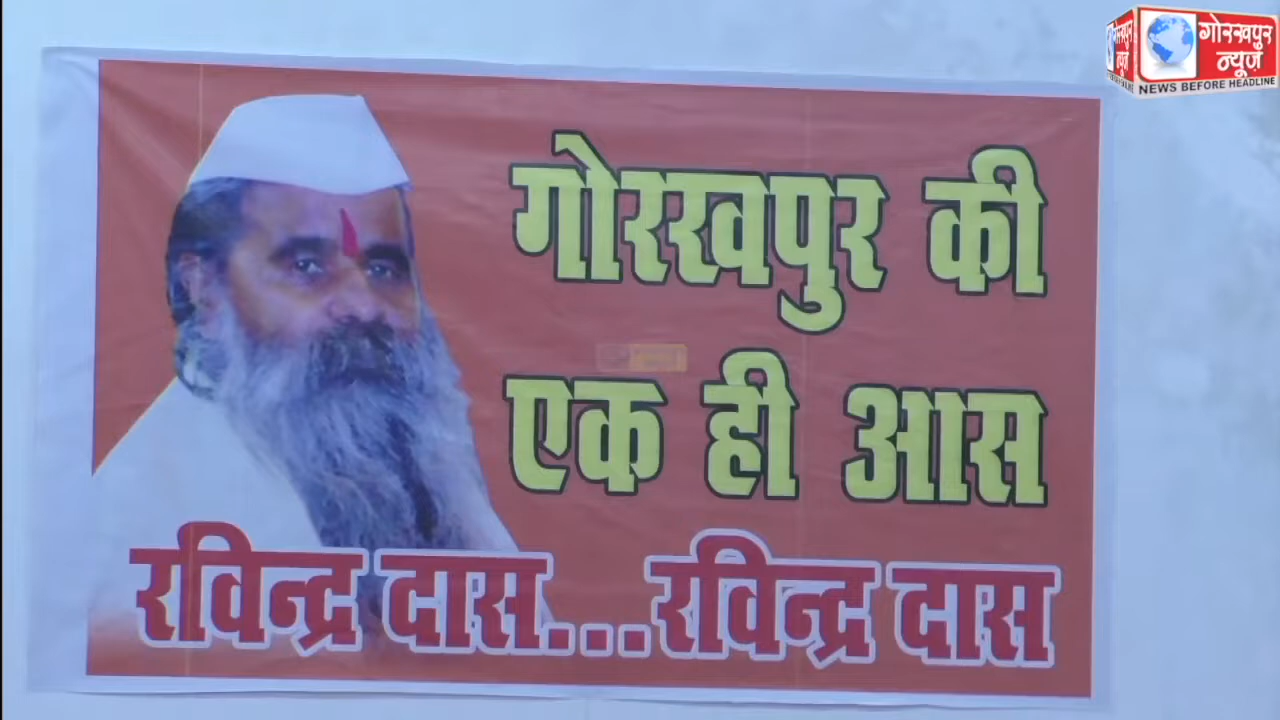 गोरखपुर
न्यूज़
NEWS BEFORE HEADLINE
गोरखपुर की
एक ही आस
रविन्द्र दास...रविन्द्र दास